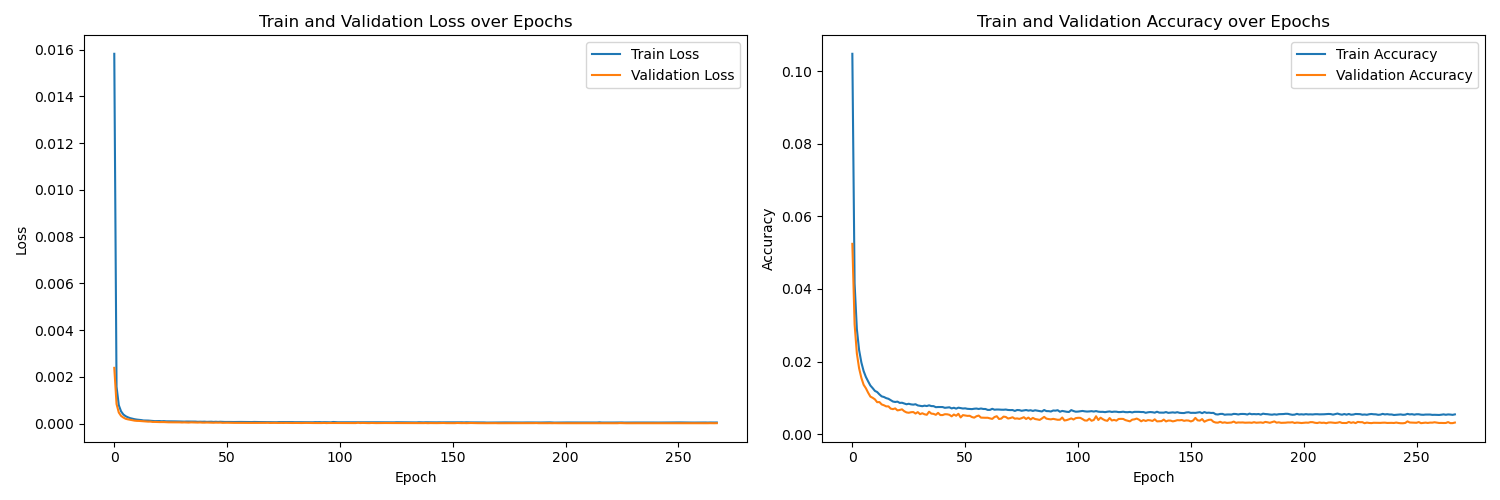 Train and Validation Loss over Epochs
Train Loss
Validation Loss
0.016
0.014
0.012
0.010
0.008
0.006
0.004
0.002
0.000
Loss
0
50
100
150
200
250
Epoch
Train and Validation Accuracy over Epochs
Train Accuracy
Validation Accuracy
0.10
0.08
0.06
0.04
0.02
0.00
Accuracy
0
50
100
150
200
250
Epoch